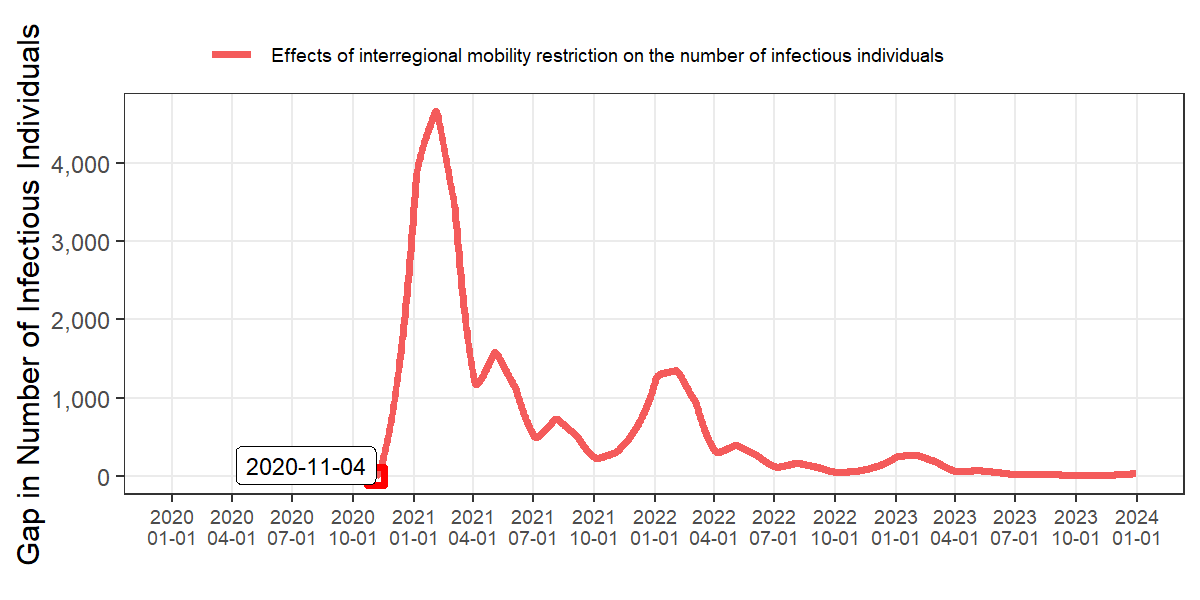 Effects of interregional mobility restriction on the number of infectious individuals
Gap in Number of Infectious Individuals
4,000
3,000
2,000
1,000
0
2020-11-04
2020 2020 2020 2020 2021 2021 2021 2021 2022 2022 2022 2022 2023 2023 2023 2023 2024
01-01 04-01 07-01 10-01 01-01 04-01 07-01 10-01 01-01 04-01 07-01 10-01 01-01 04-01 07-01 10-01 01-01